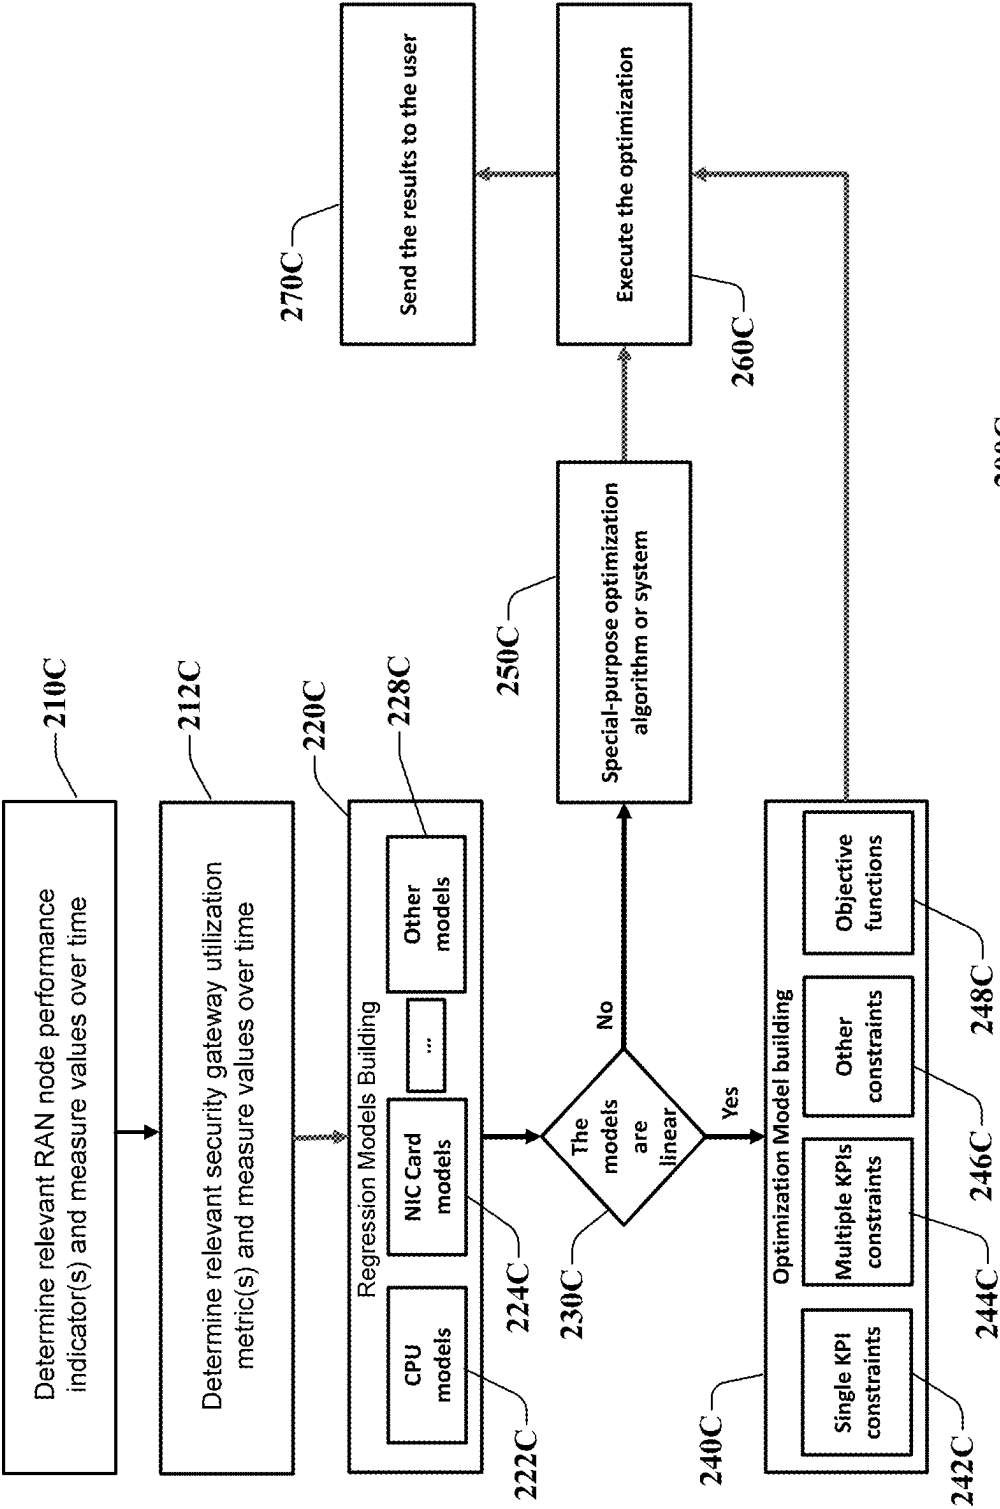 Determine relevant RAN node performance
indicator(s) and measure values over time
210C
Determine relevant security gateway utilization
metric(s) and measure values over time
212C
220C
Regression Models Building
CPU
models
NIC Card
models
...
Other
models
222C
224C
228C
The
models
are
linear
230C
No
Yes
Special-purpose optimization
algorithm or system
250C
Optimization Model building
240C
Single KPI
constraints
Multiple KPIs
constraints
Other
constraints
Objective
functions
242C
244C
246C
248C
Execute the optimization
260C
Send the results to the user
270C